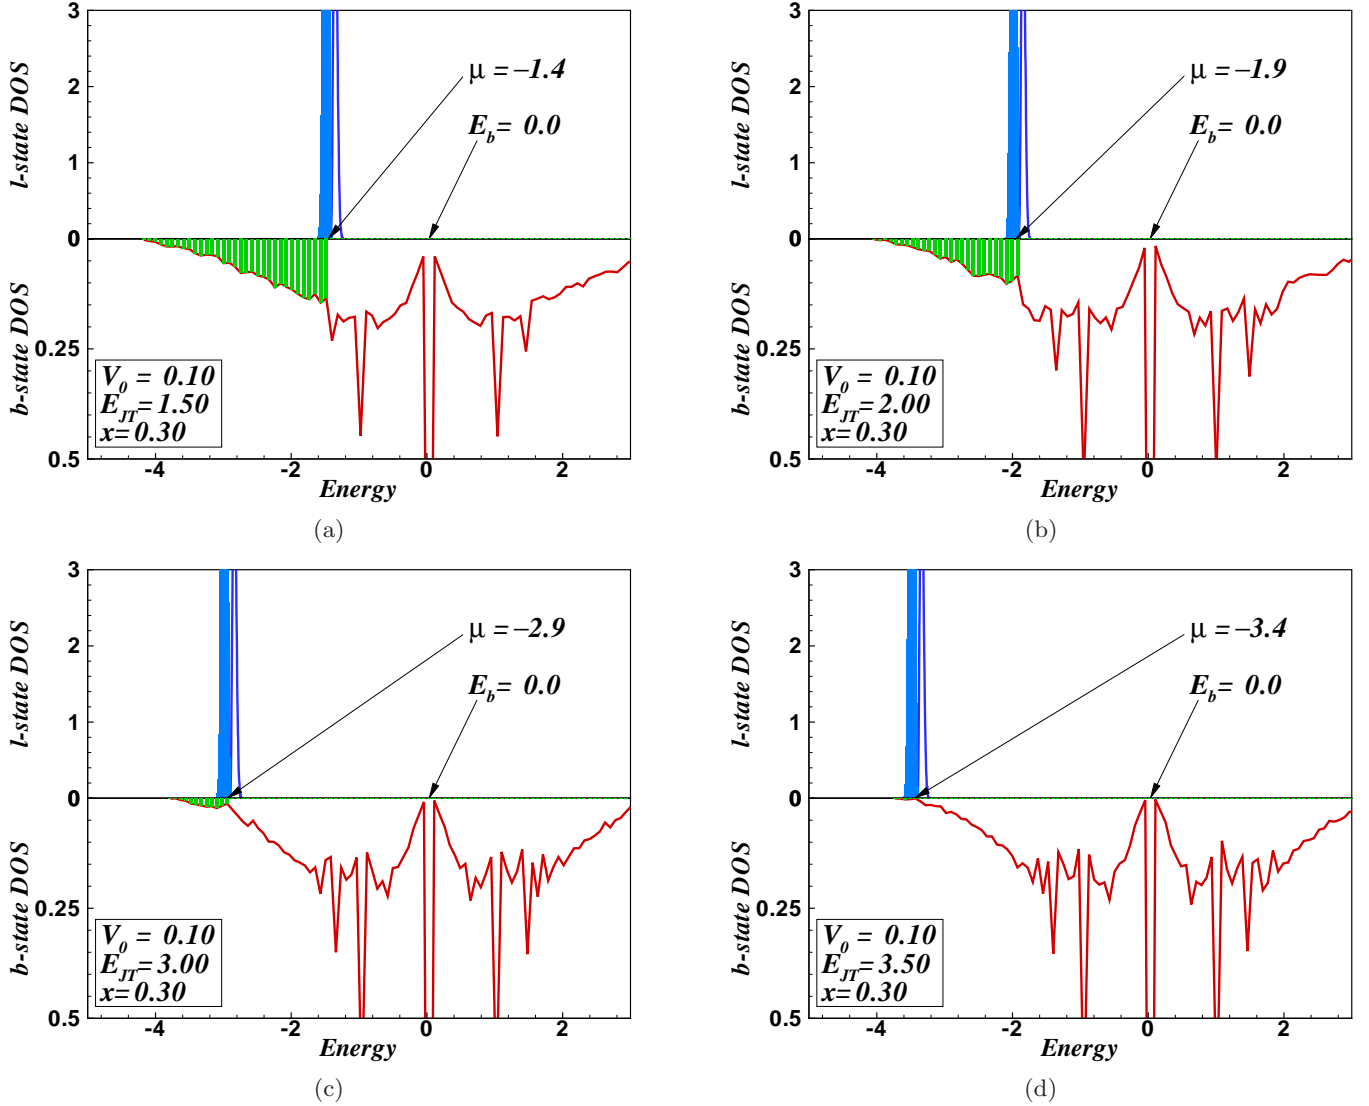 3
2
1
0
0.25
0.5
l-state DOS
b-state DOS
μ = −1.4
E_b = 0.0
V_0 = 0.10
E_JT = 1.50
x = 0.30
-4
-2
0
2
Energy
(a)
3
2
1
0
0.25
0.5
l-state DOS
b-state DOS
μ = −1.9
E_b = 0.0
V_0 = 0.10
E_JT = 2.00
x = 0.30
-4
-2
0
2
Energy
(b)
3
2
1
0
0.25
0.5
l-state DOS
b-state DOS
μ = −2.9
E_b = 0.0
V_0 = 0.10
E_JT = 3.00
x = 0.30
-4
-2
0
2
Energy
(c)
3
2
1
0
0.25
0.5
l-state DOS
b-state DOS
μ = −3.4
E_b = 0.0
V_0 = 0.10
E_JT = 3.50
x = 0.30
-4
-2
0
2
Energy
(d)